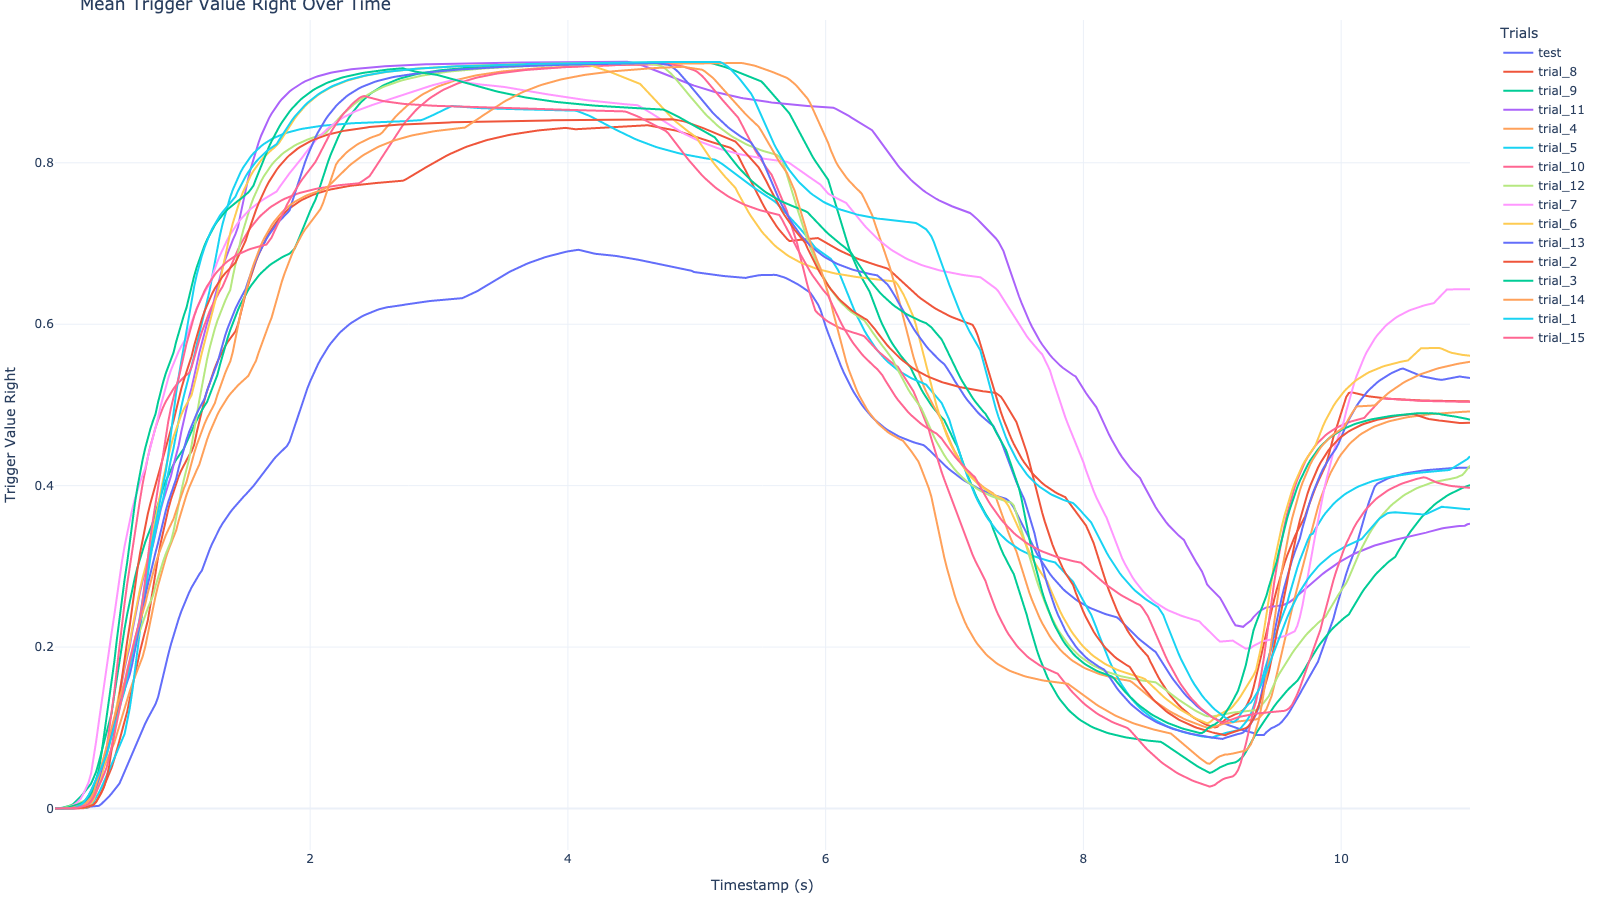 Mean Trigger Value Right Over Time
Trials
test
trial_8
trial_9
trial_11
trial_4
trial_5
trial_10
trial_12
trial_7
trial_6
trial_13
trial_2
trial_3
trial_14
trial_1
trial_15
Trigger Value Right
0.8
0.6
0.4
0.2
0
2
4
6
8
10
Timestamp (s)